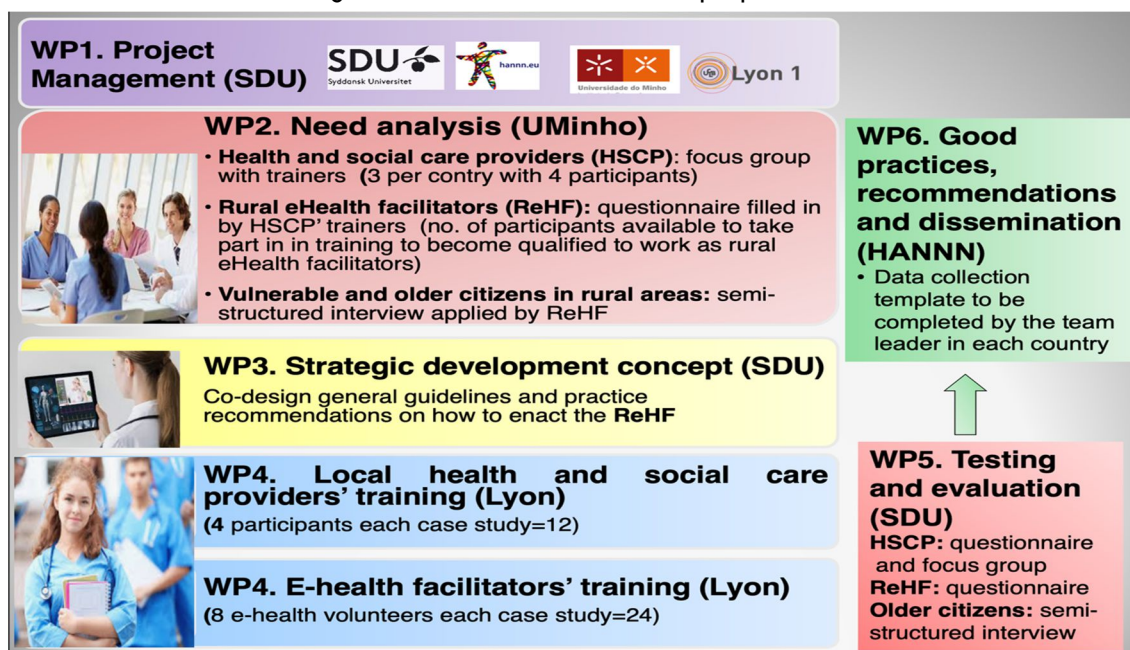 WP1. Project
Management (SDU)
SDU
Syddansk Universitet
hannn.eu
Universidade do Minho
Lyon 1
WP2. Need analysis (UMinho)
• Health and social care providers (HSCP): focus group
with trainers (3 per contry with 4 participants)
• Rural eHealth facilitators (ReHF): questionnaire filled in
by HSCP' trainers (no. of participants available to take
part in in training to become qualified to work as rural
eHealth facilitators)
• Vulnerable and older citizens in rural areas: semi-
structured interview applied by ReHF
WP3. Strategic development concept (SDU)
Co-design general guidelines and practice
recommendations on how to enact the ReHF
WP4. Local health and social care
providers' training (Lyon)
(4 participants each case study=12)
WP4. E-health facilitators' training (Lyon)
(8 e-health volunteers each case study=24)
WP6. Good
practices,
recommendations
and dissemination
(HANNN)
• Data collection
template to be
completed by the team
leader in each country
WP5. Testing
and evaluation
(SDU)
HSCP: questionnaire
and focus group
ReHF: questionnaire
Older citizens: semi-
structured interview